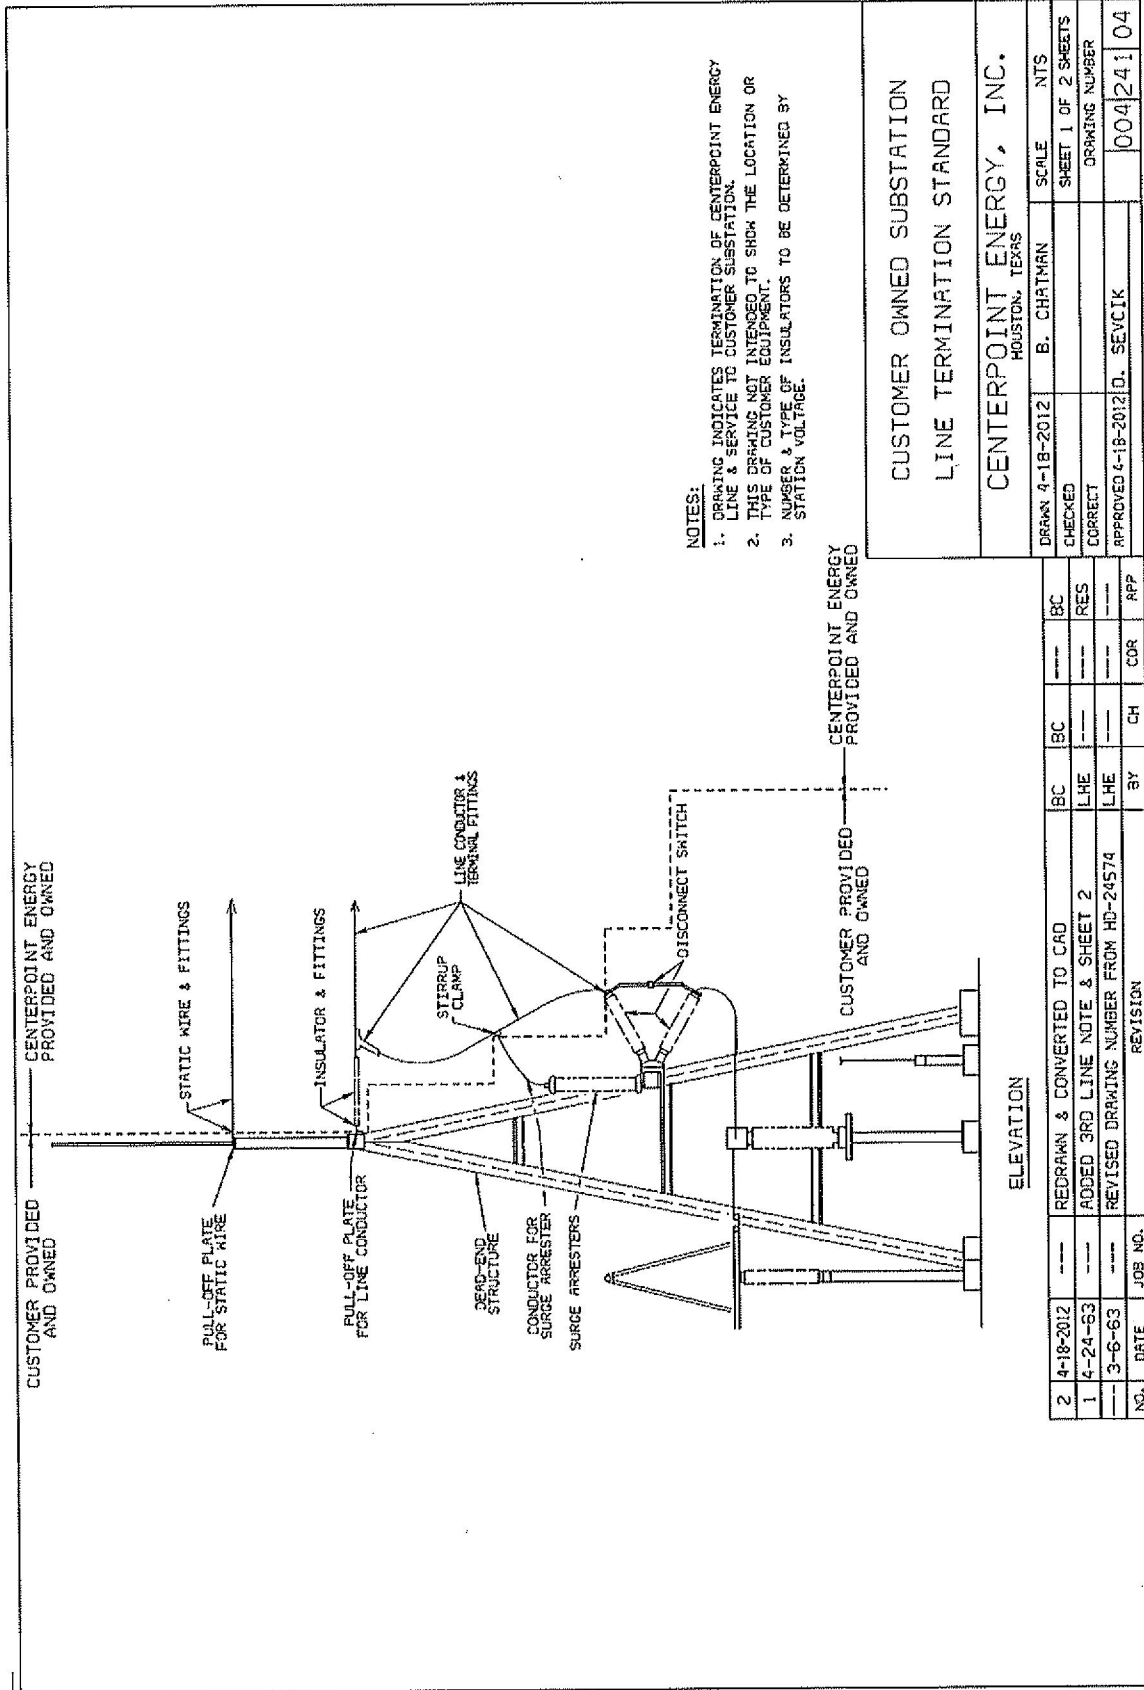 CUSTOMER PROVIDED
AND OWNED
CENTERPOINT ENERGY
PROVIDED AND OWNED
PULL-OFF PLATE
FOR STATIC WIRE
STATIC WIRE & FITTINGS
PULL-OFF PLATE
FOR LINE CONDUCTOR
INSULATOR & FITTINGS
LINE CONDUCTOR &
TERMINAL FITTINGS
STIRRUP
CLAMP
DEAD-END
STRUCTURE
CONDUCTOR FOR
SURGE ARRESTER
SURGE ARRESTERS
DISCONNECT SWITCH
CUSTOMER PROVIDED
AND OWNED
CENTERPOINT ENERGY
PROVIDED AND OWNED
ELEVATION
NOTES:
1. DRAWING INDICATES TERMINATION OF CENTERPOINT ENERGY
LINE & SERVICE TO CUSTOMER SUBSTATION.
2. THIS DRAWING NOT INTENDED TO SHOW THE LOCATION OR
TYPE OF CUSTOMER EQUIPMENT.
3. NUMBER & TYPE OF INSULATORS TO BE DETERMINED BY
STATION VOLTAGE.
CUSTOMER OWNED SUBSTATION
LINE TERMINATION STANDARD
CENTERPOINT ENERGY, INC.
HOUSTON, TEXAS
DRAWN 4-18-2012 B. CHATMAN SCALE NTS
CHECKED SHEET 1 OF 2 SHEETS
CORRECT DRAWING NUMBER
APPROVED 4-18-2012 D. SEVCIK 004 241 04
2 4-18-2012 --- REDRAWN & CONVERTED TO CAD BC BC --- BC
1 4-24-63 --- ADDED 3RD LINE NOTE & SHEET 2 LHE --- --- RES
--- 3-6-63 --- REVISED DRAWING NUMBER FROM HD-24574 LHE --- --- ---
NO. DATE JOB NO. REVISION BY CH COR APP